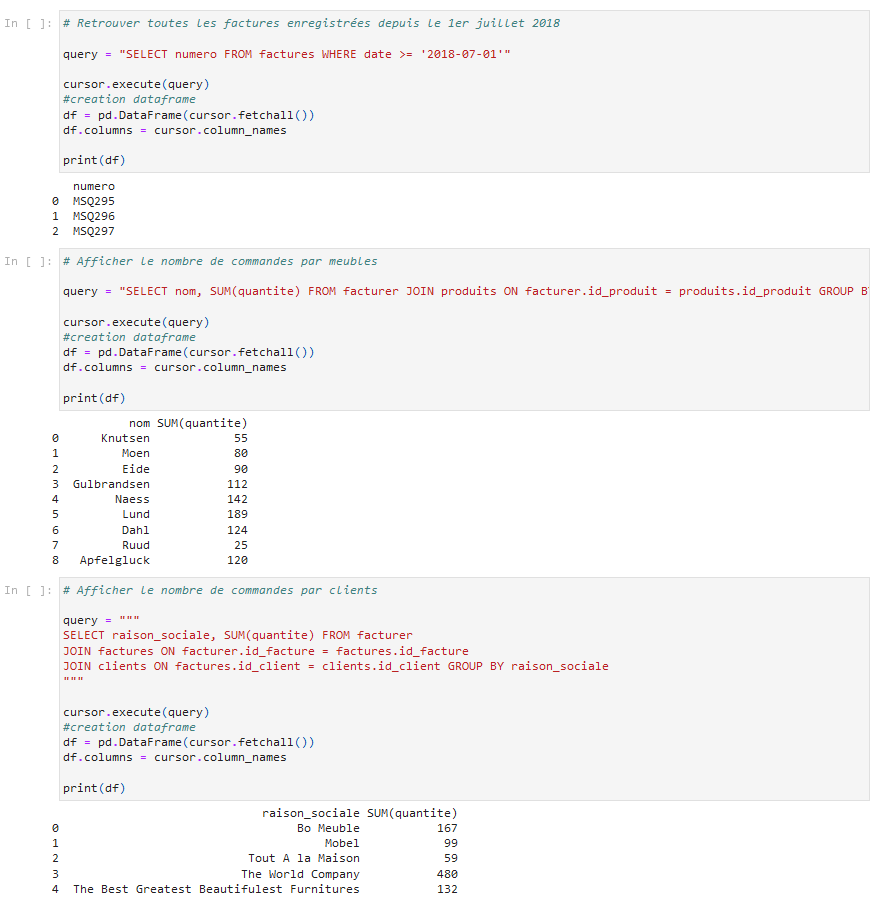 In [ ]: # Retrouver toutes les factures enregistrées depuis le 1er juillet 2018
query = "SELECT numero FROM factures WHERE date >= '2018-07-01'"
cursor.execute(query)
#creation dataframe
df = pd.DataFrame(cursor.fetchall())
df.columns = cursor.column_names
print(df)
numero
0 MSQ295
1 MSQ296
2 MSQ297
In [ ]: # Afficher le nombre de commandes par meubles
query = "SELECT nom, SUM(quantite) FROM facturer JOIN produits ON facturer.id_produit = produits.id_produit GROUP B
cursor.execute(query)
#creation dataframe
df = pd.DataFrame(cursor.fetchall())
df.columns = cursor.column_names
print(df)
nom SUM(quantite)
0 Knutsen 55
1 Moen 80
2 Eide 90
3 Gulbrandsen 112
4 Naess 142
5 Lund 189
6 Dahl 124
7 Ruud 25
8 Apfelgluck 120
In [ ]: # Afficher le nombre de commandes par clients
query = """
SELECT raison_sociale, SUM(quantite) FROM facturer
JOIN factures ON facturer.id_facture = factures.id_facture
JOIN clients ON factures.id_client = clients.id_client GROUP BY raison_sociale
"""
cursor.execute(query)
#creation dataframe
df = pd.DataFrame(cursor.fetchall())
df.columns = cursor.column_names
print(df)
raison_sociale SUM(quantite)
0 Bo Meuble 167
1 Mobel 99
2 Tout A la Maison 59
3 The World Company 480
4 The Best Greatest Beautifulest Furnitures 132